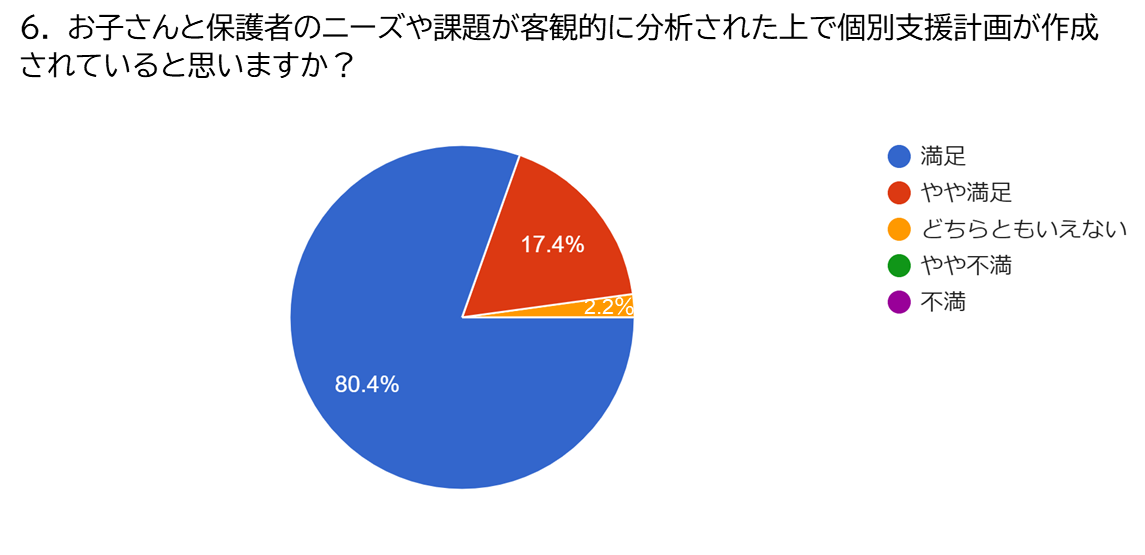 6．お子さんと保護者のニーズや課題が客観的に分析された上で個別支援計画が作成
されていると思いますか？
満足
やや満足
どちらともいえない
やや不満
不満
17.4%
2.2%
80.4%